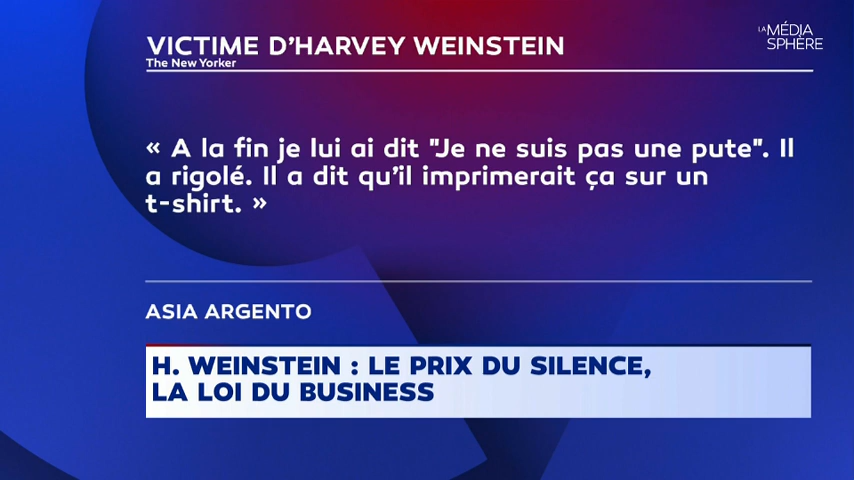 LA MÉDIA
SPHÈRE
VICTIME D'HARVEY WEINSTEIN
The New Yorker
« A la fin je lui ai dit "Je ne suis pas une pute". Il
a rigolé. Il a dit qu'il imprimerait ça sur un
t-shirt. »
ASIA ARGENTO
H. WEINSTEIN : LE PRIX DU SILENCE,
LA LOI DU BUSINESS